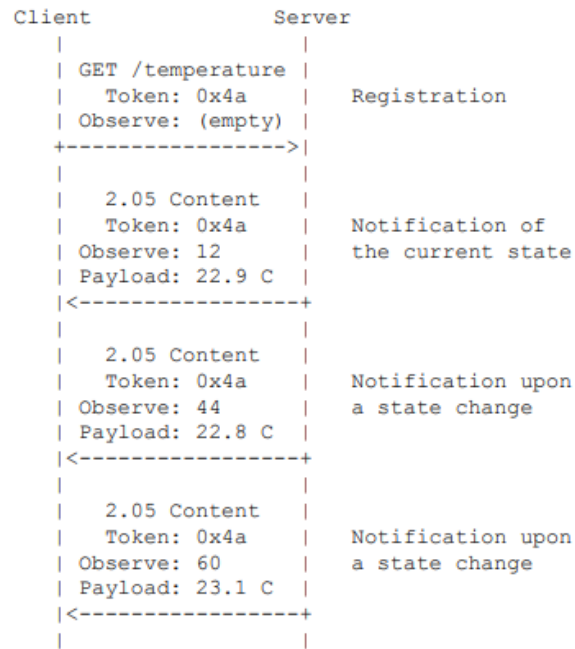 Client Server
GET /temperature
Token: 0x4a Registration
Observe: (empty)
2.05 Content
Token: 0x4a Notification of
Observe: 12 the current state
Payload: 22.9 C
2.05 Content
Token: 0x4a Notification upon
Observe: 44 a state change
Payload: 22.8 C
2.05 Content
Token: 0x4a Notification upon
Observe: 60 a state change
Payload: 23.1 C